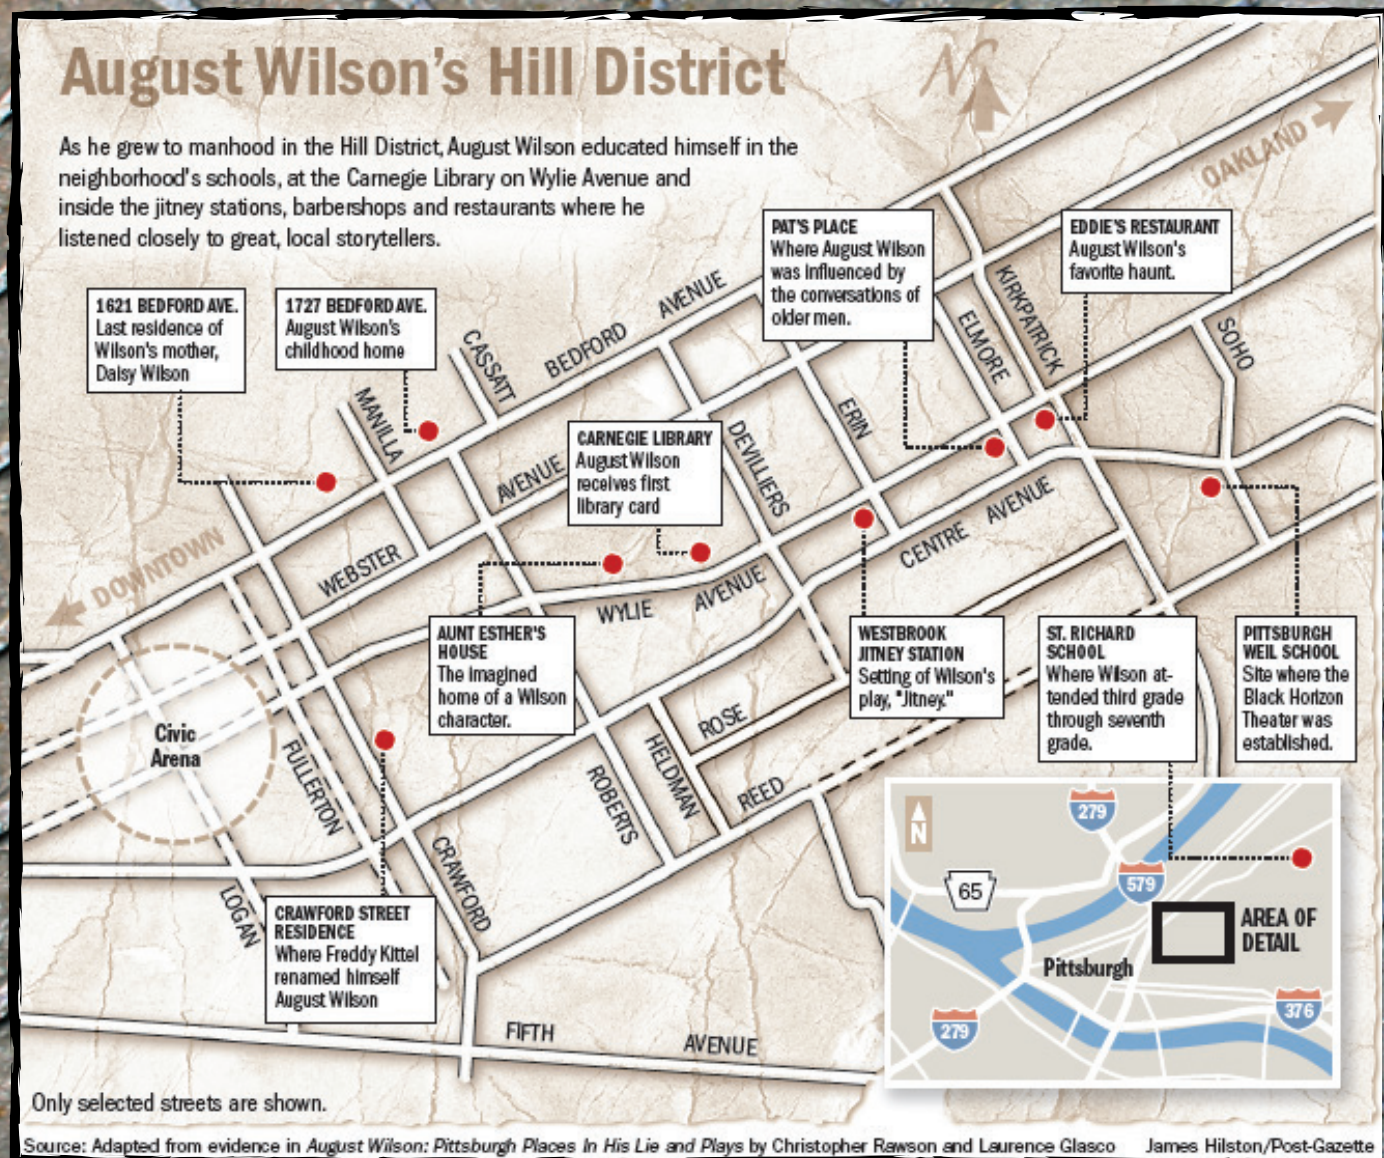 August Wilson's Hill District
N
As he grew to manhood in the Hill District, August Wilson educated himself in the
neighborhood's schools, at the Carnegie Library on Wylie Avenue and
inside the jitney stations, barbershops and restaurants where he
listened closely to great, local storytellers.
OAKLAND
PAT'S PLACE
Where August Wilson
was influenced by
the conversations of
older men.
EDDIE'S RESTAURANT
August Wilson's
favorite haunt.
1621 BEDFORD AVE.
Last residence of
Wilson's mother,
Daisy Wilson
1727 BEDFORD AVE.
August Wilson's
childhood home
CASSATT
BEDFORD
AVENUE
MANILLA
KIRKPATRICK
ELMORE
SOHO
ERIN
DEVILLIERS
CARNEGIE LIBRARY
August Wilson
receives first
library card
WEBSTER
AVENUE
DOWNTOWN
CENTRE
AVENUE
WYLIE
AVENUE
AUNT ESTHER'S
HOUSE
The imagined
home of a Wilson
character.
WESTBROOK
JITNEY STATION
Setting of Wilson's
play, "Jitney."
ST. RICHARD
SCHOOL
Where Wilson at-
tended third grade
through seventh
grade.
PITTSBURGH
WEIL SCHOOL
Site where the
Black Horizon
Theater was
established.
Civic
Arena
FULLERTON
ROSE
HELDMAN
ROBERTS
REED
CRAWFORD
LOGAN
CRAWFORD STREET
RESIDENCE
Where Freddy Kittel
renamed himself
August Wilson
FIFTH
AVENUE
N
279
65
579
AREA OF
DETAIL
Pittsburgh
376
279
Only selected streets are shown.
Source: Adapted from evidence in August Wilson: Pittsburgh Places In His Lie and Plays by Christopher Rawson and Laurence Glasco
James Hilston/Post-Gazette